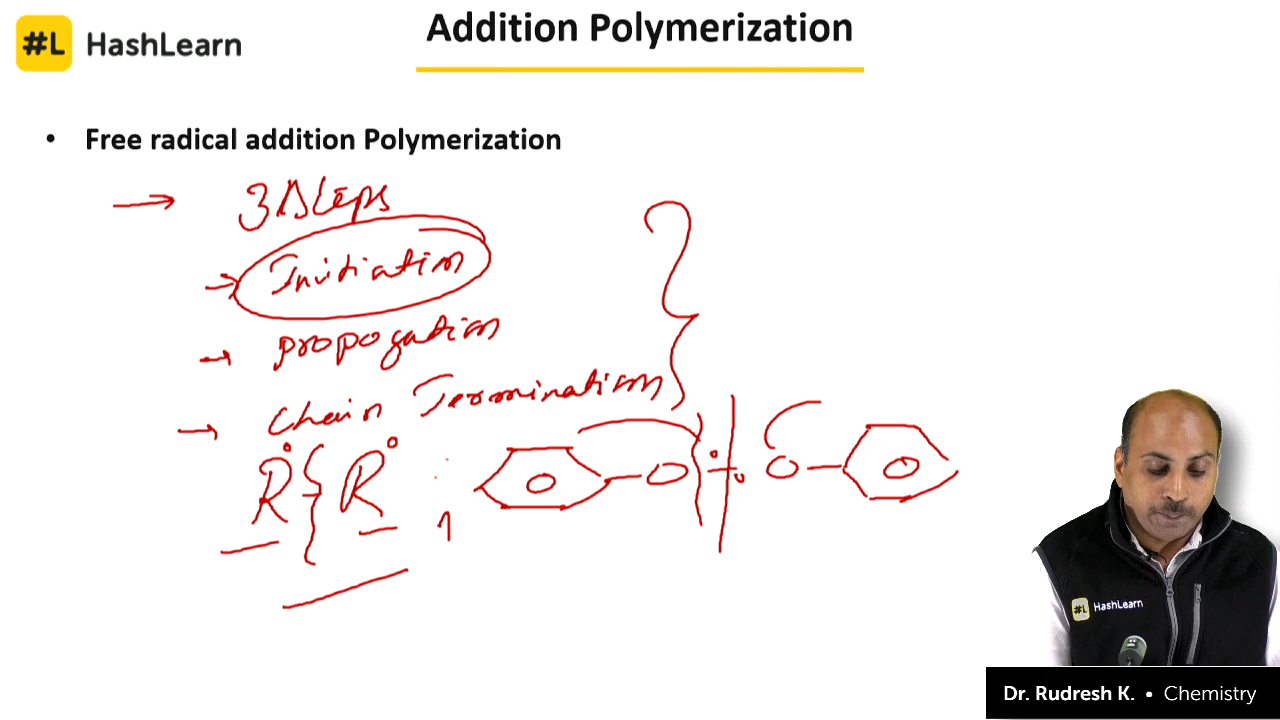 #L HashLearn
Addition Polymerization
• Free radical addition Polymerization
→ 3 Steps
→ Initiation
→ propogation
→ Chain Termination
R° { R° O O O O
#L HashLearn
Dr. Rudresh K. • Chemistry